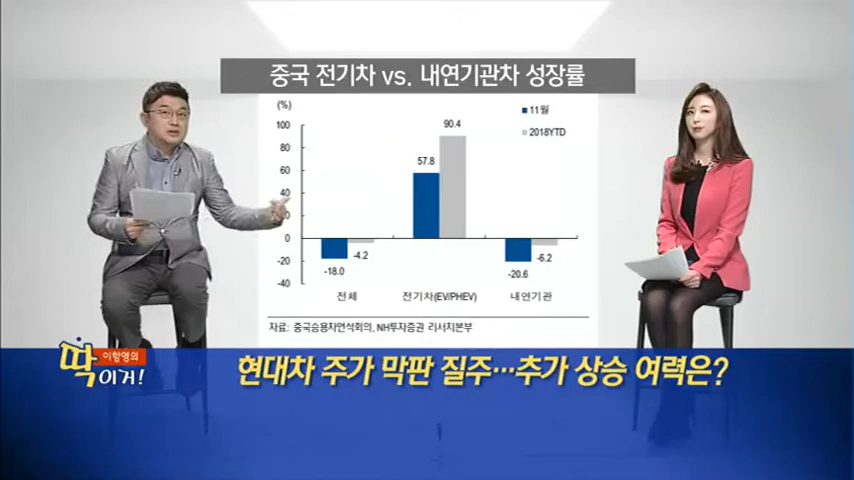 중국 전기차 vs. 내연기관차 성장률
(%)
■11월
■2018YTD
100
80
60
40
0
-20
-40
57.8
90.4
-18.0
-4.2
-20.6
-6.2
전체
전기차(EV/PHEV)
내연기관
자료: 중국승용차연석회의, NH투자증권 리서치본부
이항영의
딱
이거!
현대차 주가 막판 질주…추가 상승 여력은?